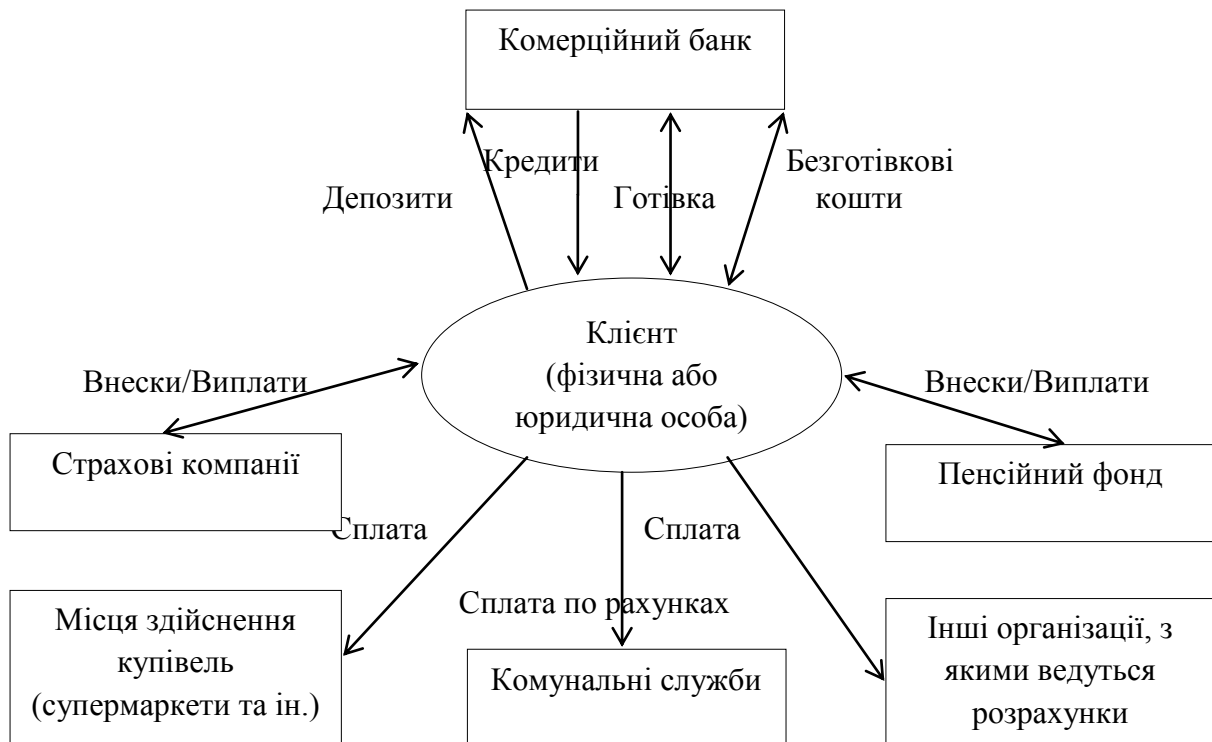 Комерційний банк
Кредити
Безготівкові
кошти
Депозити
Готівка
Клієнт
(фізична або
юридична особа)
Внески/Виплати
Внески/Виплати
Страхові компанії
Пенсійний фонд
Сплата
Сплата
Сплата по рахунках
Місця здійснення
купівель
(супермаркети та ін.)
Комунальні служби
Інші організації, з
якими ведуться
розрахунки